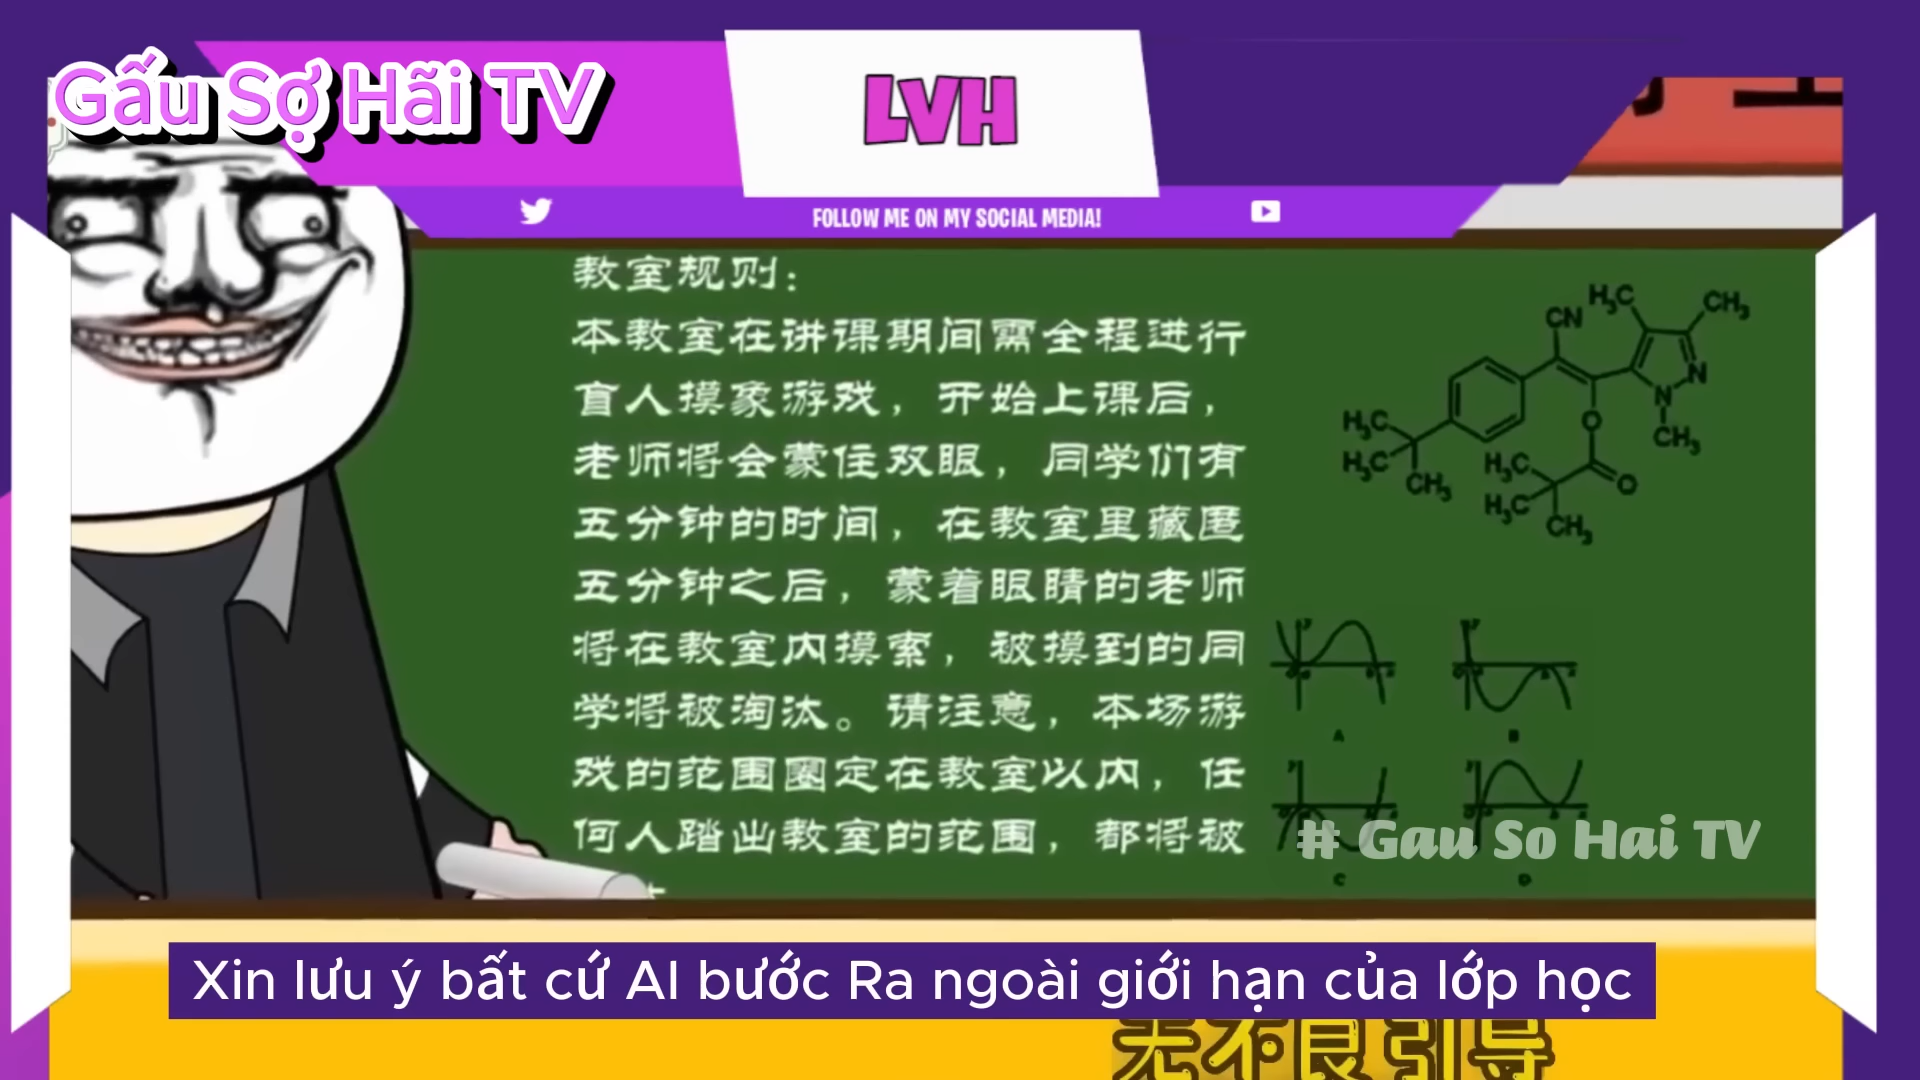 Gấu Sợ Hãi TV
LVH
FOLLOW ME ON MY SOCIAL MEDIA!
教室规则：
本教室在讲课期间需全程进行
盲人摸象游戏，开始上课后，
老师将会蒙住双眼，同学们有
五分钟的时间，在教室里藏匿
五分钟之后，蒙着眼睛的老师
将在教室内摸索，被摸到的同
学将被淘汰。请注意，本场游
戏的范围圈定在教室以内，任
何人踏出教室的范围，都将被
H₃C
CH₃
CN
N
N
H₃C
O
CH₃
H₃C
H₃C
O
CH₃
H₃C
CH₃
A
B
C
D
# Gau So Hai TV
Xin lưu ý bất cứ AI bước Ra ngoài giới hạn của lớp học
无不良引导